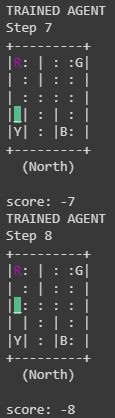 TRAINED AGENT
Step 7
+---------+
|R: | : :G|
| : | : : |
| : : : : |
|_| : | : |
|Y| : |B: |
+---------+
  (North)
score: -7
TRAINED AGENT
Step 8
+---------+
|R: | : :G|
| : | : : |
|_: : : : |
| | : | : |
|Y| : |B: |
+---------+
  (North)
score: -8